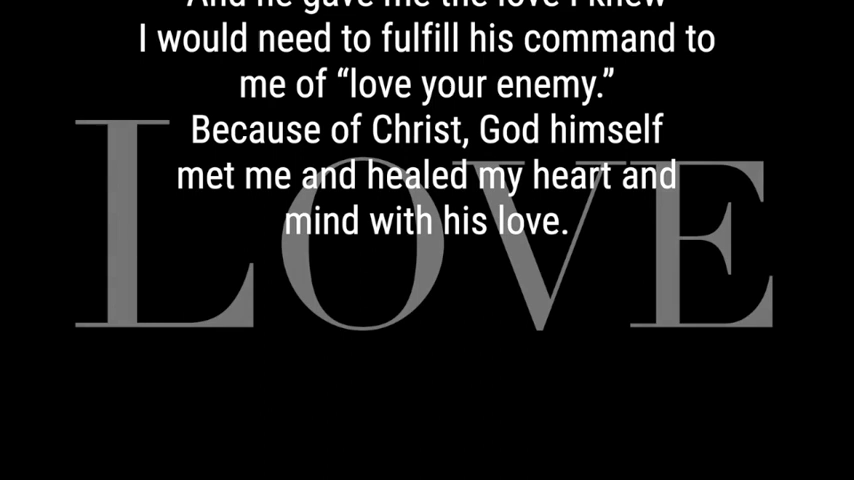 And he gave me the love I knew
I would need to fulfill his command to
me of “love your enemy.”
Because of Christ, God himself
met me and healed my heart and
mind with his love.
LOVE